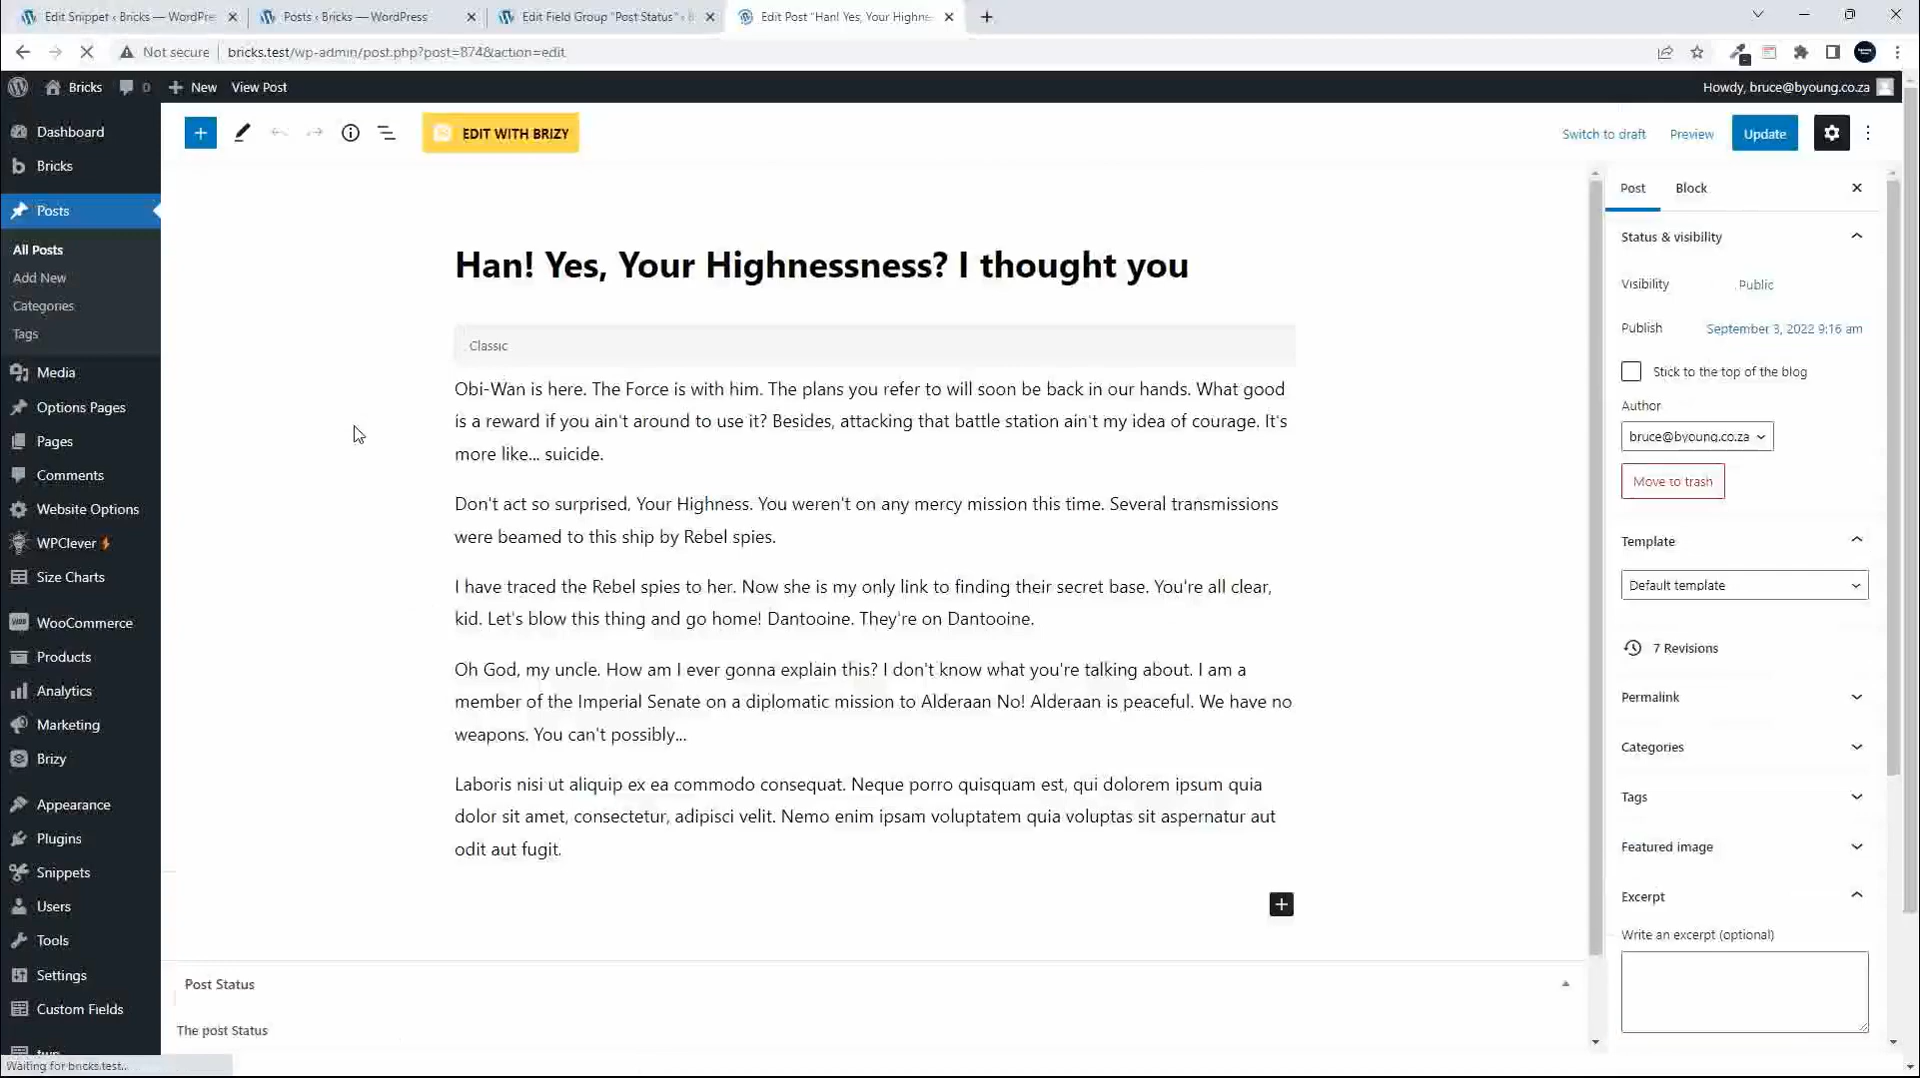 Edit Snippet ‹ Bricks — WordPre
Posts ‹ Bricks — WordPress
Edit Field Group "Post Status" ‹
Edit Post "Han! Yes, Your Highne
Not secure
bricks.test/wp-admin/post.php?post=874&action=edit
Bricks
0
New
View Post
Howdy, bruce@byoung.co.za
Dashboard
Bricks
Posts
All Posts
Add New
Categories
Tags
Media
Options Pages
Pages
Comments
Website Options
WPClever
Size Charts
WooCommerce
Products
Analytics
Marketing
Brizy
Appearance
Plugins
Snippets
Users
Tools
Settings
Custom Fields
Waiting for bricks.test...
EDIT WITH BRIZY
Switch to draft
Preview
Update
Han! Yes, Your Highnessness? I thought you
Classic
Obi-Wan is here. The Force is with him. The plans you refer to will soon be back in our hands. What good
is a reward if you ain't around to use it? Besides, attacking that battle station ain't my idea of courage. It's
more like... suicide.
Don't act so surprised, Your Highness. You weren't on any mercy mission this time. Several transmissions
were beamed to this ship by Rebel spies.
I have traced the Rebel spies to her. Now she is my only link to finding their secret base. You're all clear,
kid. Let's blow this thing and go home! Dantooine. They're on Dantooine.
Oh God, my uncle. How am I ever gonna explain this? I don't know what you're talking about. I am a
member of the Imperial Senate on a diplomatic mission to Alderaan No! Alderaan is peaceful. We have no
weapons. You can't possibly...
Laboris nisi ut aliquip ex ea commodo consequat. Neque porro quisquam est, qui dolorem ipsum quia
dolor sit amet, consectetur, adipisci velit. Nemo enim ipsam voluptatem quia voluptas sit aspernatur aut
odit aut fugit.
Post Status
The post Status
Post
Block
Status & visibility
Visibility
Public
Publish
September 3, 2022 9:16 am
Stick to the top of the blog
Author
bruce@byoung.co.za
Move to trash
Template
Default template
7 Revisions
Permalink
Categories
Tags
Featured image
Excerpt
Write an excerpt (optional)